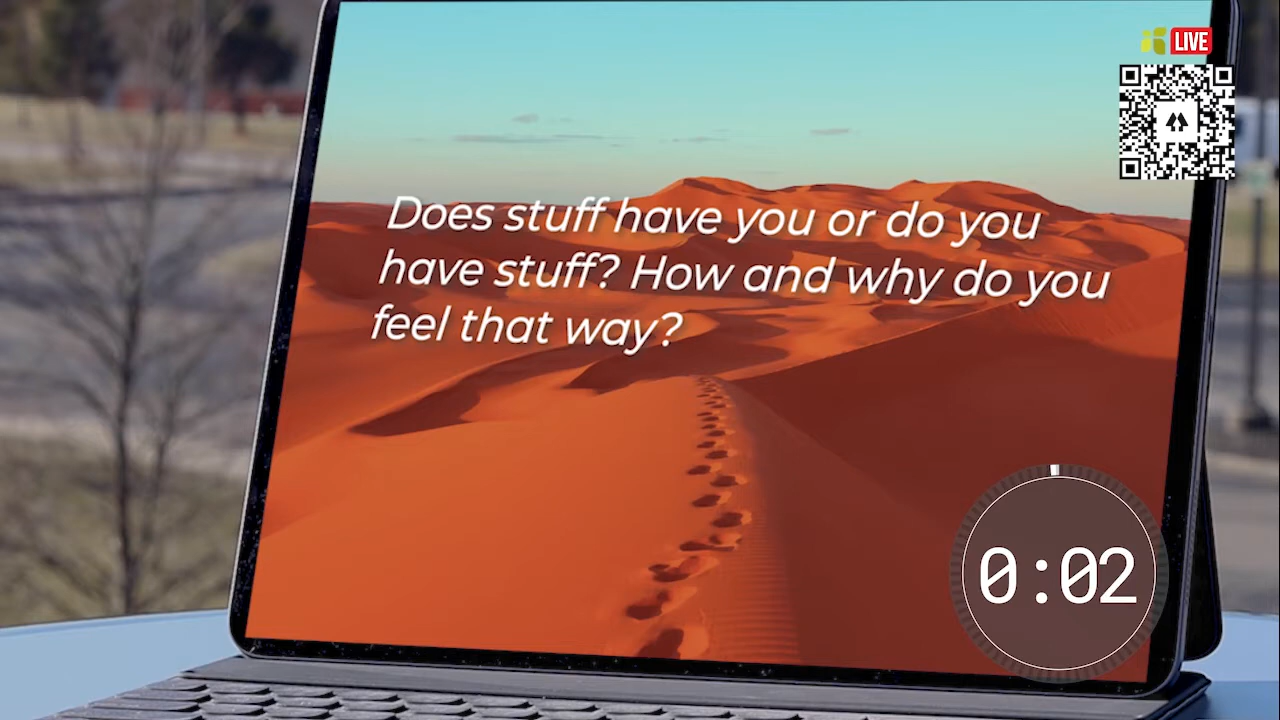 LIVE
Does stuff have you or do you
have stuff? How and why do you
feel that way?
0:02